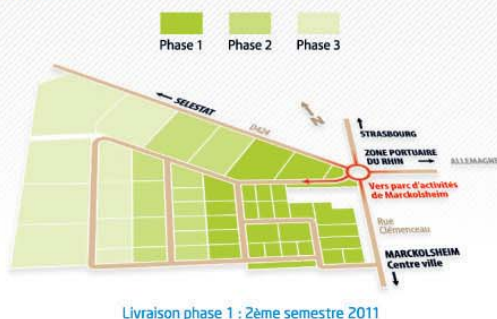 Phase 1
Phase 2
Phase 3
SELESTAT
D424
N
STRASBOURG
ZONE PORTUAIRE
DU RHIN
ALLEMAGNE
Vers parc d'activités
de Marckolsheim
Rue
Clémenceau
MARCKOLSHEIM
Centre ville
Livraison phase 1 : 2ème semestre 2011